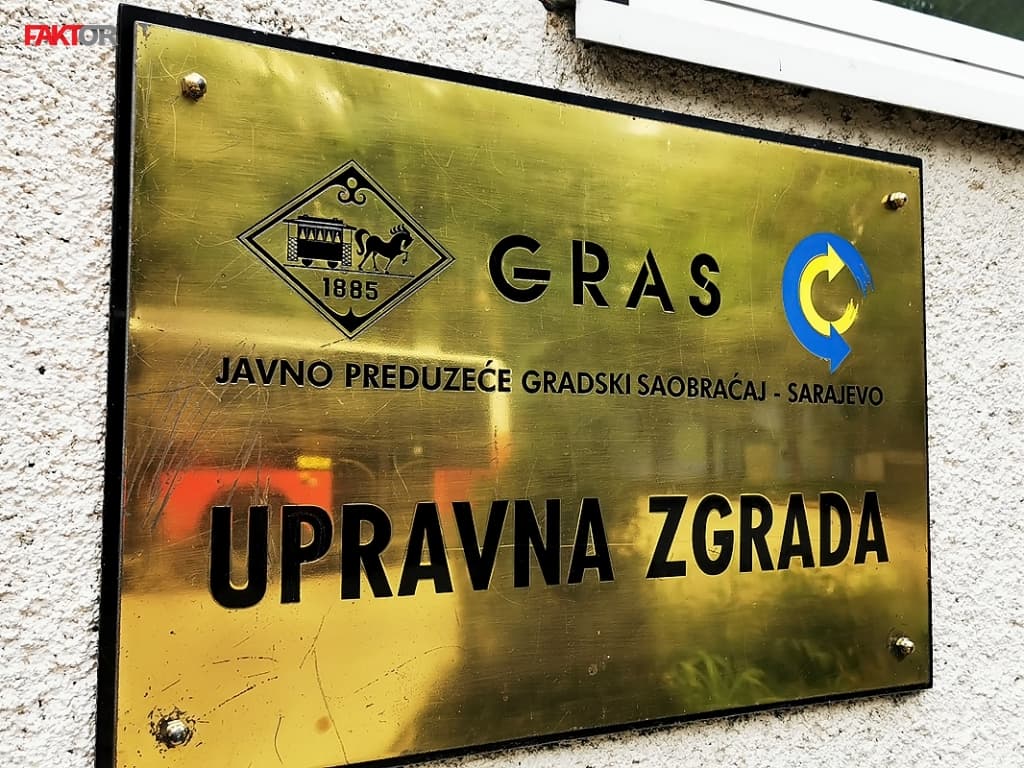 FAKTOR
GRAS
1885
JAVNO PREDUZEĆE GRADSKI SAOBRAĆAJ - SARAJEVO
UPRAVNA ZGRADA